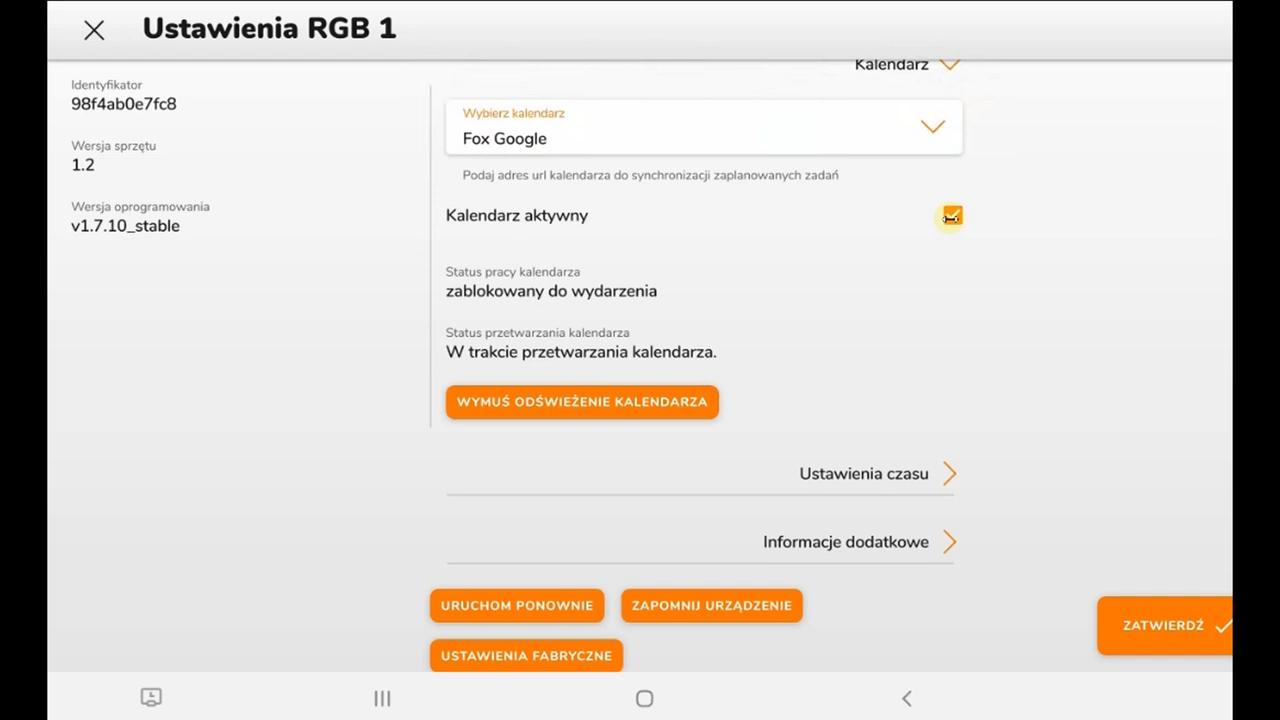 Ustawienia RGB 1
Identyfikator
98f4ab0e7fc8
Wersja sprzętu
1.2
Wersja oprogramowania
v1.7.10_stable
Kalendarz
Wybierz kalendarz
Fox Google
Podaj adres url kalendarza do synchronizacji zaplanowanych zadań
Kalendarz aktywny
Status pracy kalendarza
zablokowany do wydarzenia
Status przetwarzania kalendarza
W trakcie przetwarzania kalendarza.
WYMUŚ ODŚWIEŻENIE KALENDARZA
Ustawienia czasu
Informacje dodatkowe
URUCHOM PONOWNIE
ZAPOMNIJ URZĄDZENIE
USTAWIENIA FABRYCZNE
ZATWIERDŹ